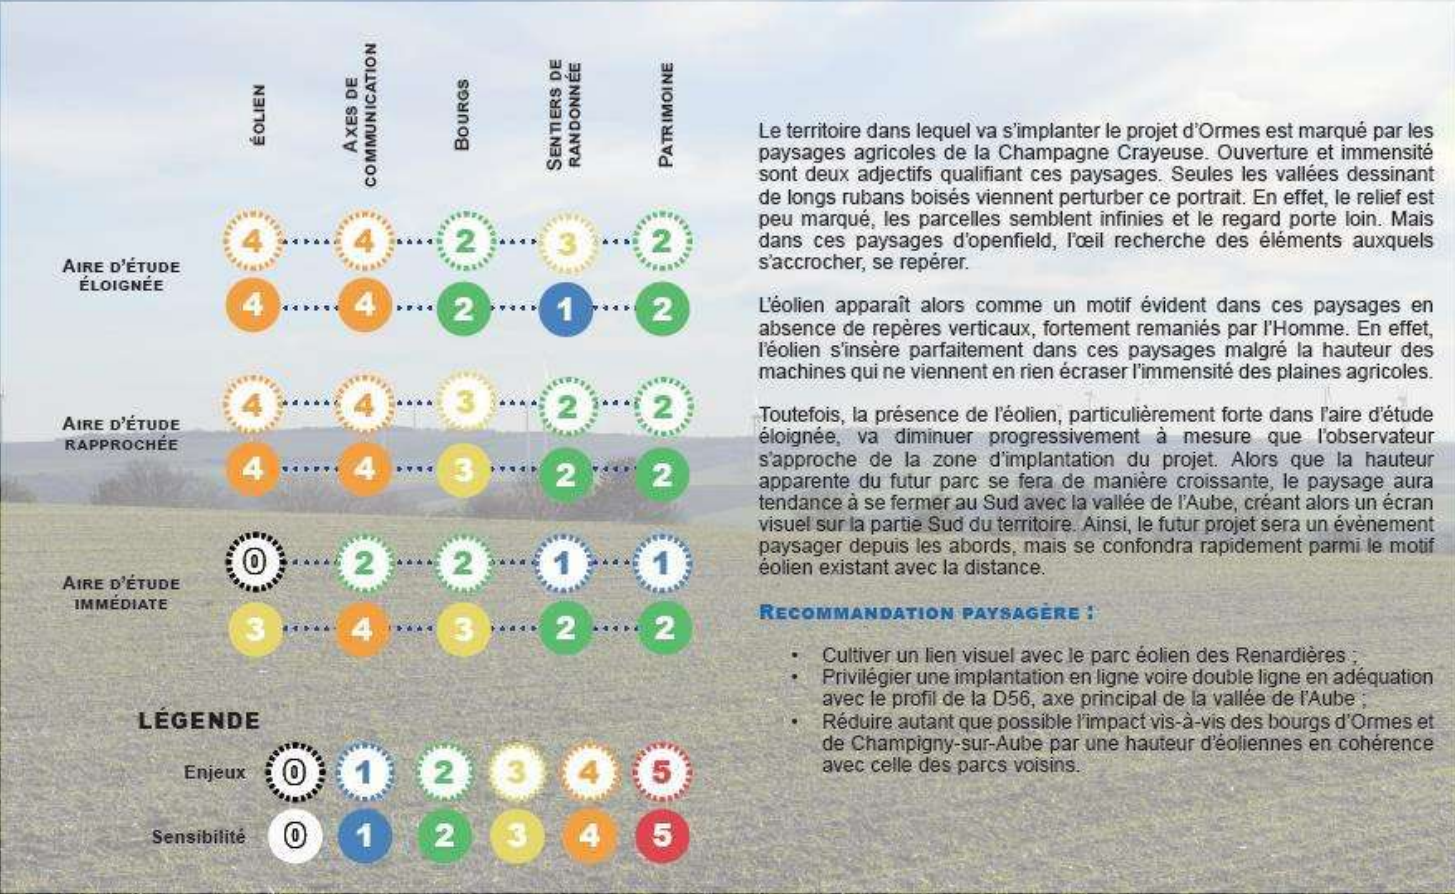 ÉOLIEN
AXES DE
COMMUNICATION
BOURGS
SENTIERS DE
RANDONNÉE
PATRIMOINE
AIRE D'ÉTUDE
ÉLOIGNÉE
4 4 2 3 2
4 4 2 1 2
AIRE D'ÉTUDE
RAPPROCHÉE
4 4 3 2 2
4 4 3 2 2
AIRE D'ÉTUDE
IMMÉDIATE
0 2 2 1 1
3 4 3 2 2
LÉGENDE
Enjeux 0 1 2 3 4 5
Sensibilité 0 1 2 3 4 5
Le territoire dans lequel va s'implanter le projet d'Ormes est marqué par les
paysages agricoles de la Champagne Crayeuse. Ouverture et immensité
sont deux adjectifs qualifiant ces paysages. Seules les vallées dessinant
de longs rubans boisés viennent perturber ce portrait. En effet, le relief est
peu marqué, les parcelles semblent infinies et le regard porte loin. Mais
dans ces paysages d'openfield, l'œil recherche des éléments auxquels
s'accrocher, se repérer.
L'éolien apparaît alors comme un motif évident dans ces paysages en
absence de repères verticaux, fortement remaniés par l'Homme. En effet,
l'éolien s'insère parfaitement dans ces paysages malgré la hauteur des
machines qui ne viennent en rien écraser l'immensité des plaines agricoles.
Toutefois, la présence de l'éolien, particulièrement forte dans l'aire d'étude
éloignée, va diminuer progressivement à mesure que l'observateur
s'approche de la zone d'implantation du projet. Alors que la hauteur
apparente du futur parc se fera de manière croissante, le paysage aura
tendance à se fermer au Sud avec la vallée de l'Aube, créant alors un écran
visuel sur la partie Sud du territoire. Ainsi, le futur projet sera un évènement
paysager depuis les abords, mais se confondra rapidement parmi le motif
éolien existant avec la distance.
RECOMMANDATION PAYSAGÈRE :
• Cultiver un lien visuel avec le parc éolien des Renardières ;
• Privilégier une implantation en ligne voire double ligne en adéquation
avec le profil de la D56, axe principal de la vallée de l'Aube ;
• Réduire autant que possible l'impact vis-à-vis des bourgs d'Ormes et
de Champigny-sur-Aube par une hauteur d'éoliennes en cohérence
avec celle des parcs voisins.